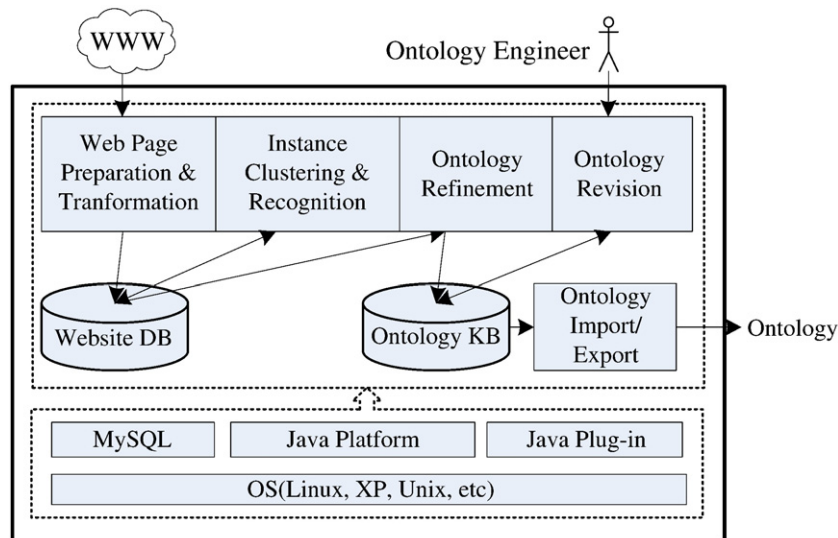 WWW
Ontology Engineer
Web Page
Preparation &
Tranformation
Instance
Clustering &
Recognition
Ontology
Refinement
Ontology
Revision
Website DB
Ontology KB
Ontology
Import/
Export
Ontology
MySQL
Java Platform
Java Plug-in
OS(Linux, XP, Unix, etc)